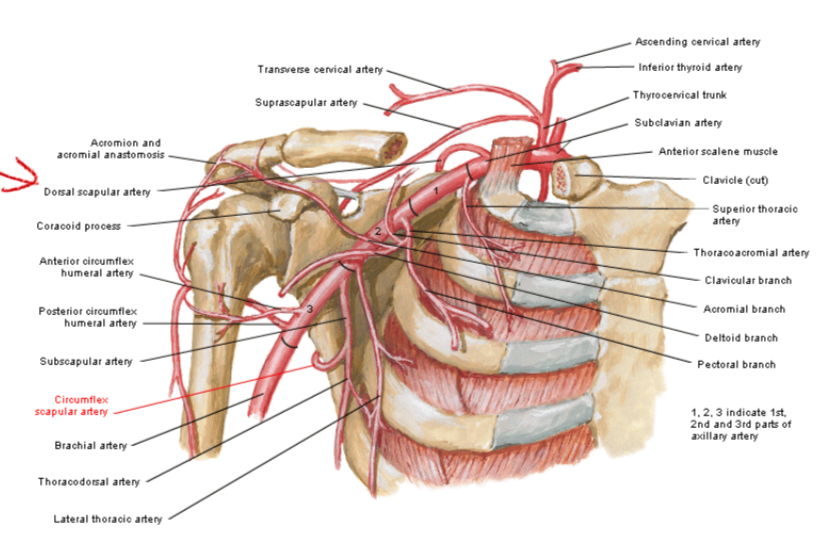 Ascending cervical artery
Transverse cervical artery
Inferior thyroid artery
Suprascapular artery
Thyrocervical trunk
Subclavian artery
Acromion and
acromial anastomosis
Anterior scalene muscle
Dorsal scapular artery
Clavicle (cut)
1
Coracoid process
Superior thoracic
artery
2
Anterior circumflex
humeral artery
Thoracoacromial artery
Clavicular branch
3
Posterior circumflex
humeral artery
Acromial branch
Deltoid branch
Subscapular artery
Pectoral branch
Circumflex
scapular artery
1, 2, 3 indicate 1st,
2nd and 3rd parts of
axillary artery
Brachial artery
Thoracodorsal artery
Lateral thoracic artery